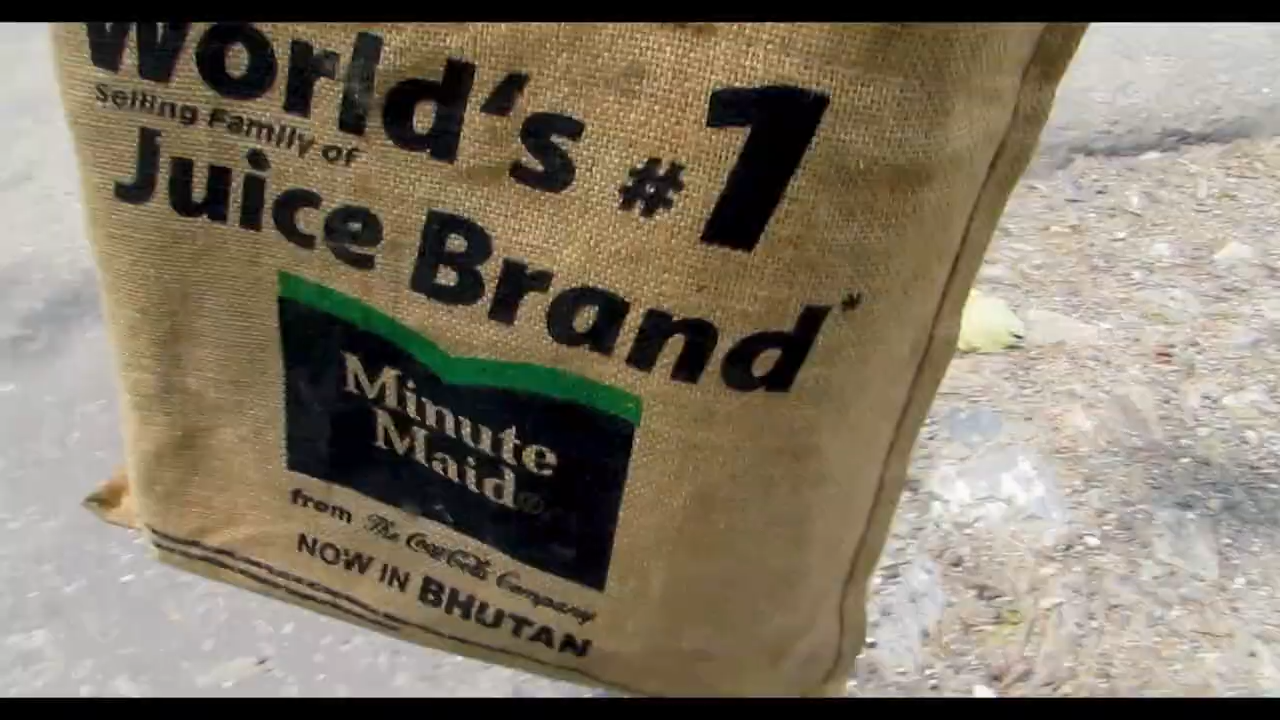 World's #1
Selling Family of
Juice Brand*
Minute
Maid®
from The Coca-Cola Company
NOW IN BHUTAN